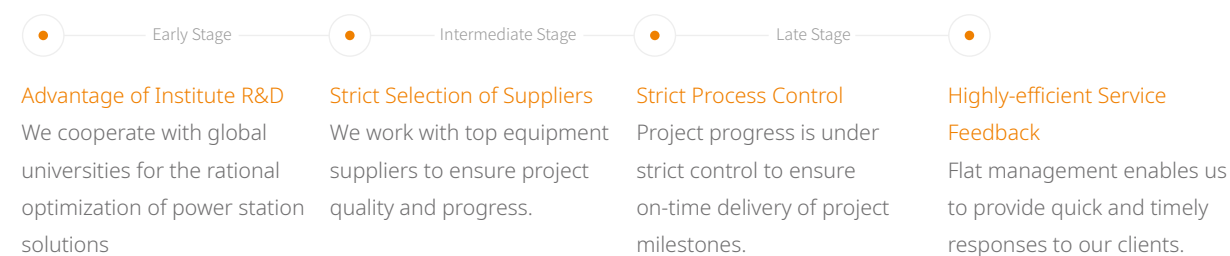 Early Stage
Intermediate Stage
Late Stage
Advantage of Institute R&D
We cooperate with global
universities for the rational
optimization of power station
solutions
Strict Selection of Suppliers
We work with top equipment
suppliers to ensure project
quality and progress.
Strict Process Control
Project progress is under
strict control to ensure
on-time delivery of project
milestones.
Highly-efficient Service
Feedback
Flat management enables us
to provide quick and timely
responses to our clients.